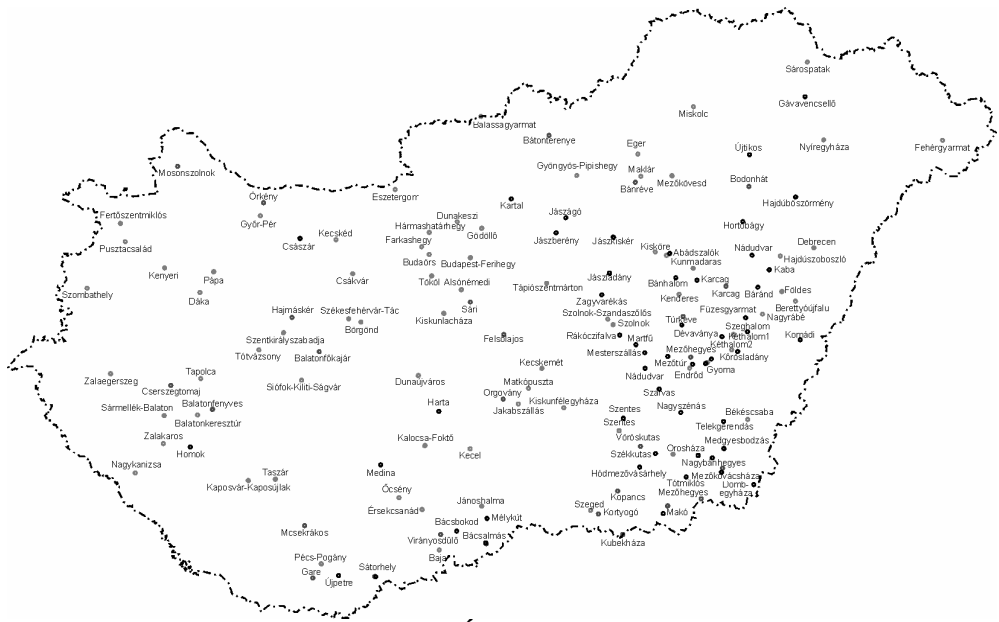 Sárospatak
Gávavencsellő
Miskolc
Balassagyarmat
Bátonterenye
Eger
Újtikos
Nyíregyháza
Fehérgyarmat
Gyöngyös-Pipishegy
Maklár
Mezőkövesd
Bánréve
Bodonhát
Mosonszolnok
Örkény
Esztergom
Hajdúböszörmény
Kartal
Jászágó
Fertőszentmiklós
Győr-Pér
Dunakeszi
Hármashatárhegy
Gödöllő
Hortobágy
Pusztacsalád
Császár
Kecskéd
Farkashegy
Jászberény
Jászkisér
Kisköre
Abádszalók
Nádudvar
Debrecen
Hajdúszoboszló
Budaörs
Budapest-Ferihegy
Kunmadaras
Kaba
Kenyeri
Pápa
Csákvár
Tököl
Alsónémedi
Tápiószentmárton
Jászladány
Bánhalom
Karcag
Karcag
Báránd
Földes
Szombathely
Dáka
Zagyvarékás
Kenderes
Berettyóújfalu
Hajmáskér
Székesfehérvár-Tác
Sári
Kiskunlacháza
Szolnok-Szandaszőlős
Füzesgyarmat
Nagyrábé
Börgönd
Szolnok
Túrkeve
Szeghalom
Szentkirályszabadja
Felsőlajos
Rákóczifalva
Martfű
Dévaványa
Kéthalom1
Komádi
Kéthalom2
Tótvázsony
Balatonfőkajár
Mesterszállás
Mezőhegyes
Körösladány
Mezőtúr
Gyoma
Kecskemét
Nádudvar
Endrőd
Zalaegerszeg
Tapolca
Cserszegtomaj
Siófok-Kiliti-Ságvár
Dunaújváros
Matkópuszta
Szarvas
Orgovány
Sármellék-Balaton
Balatonfenyves
Harta
Jakabszállás
Kiskunfélegyháza
Szentes
Nagyszénás
Békéscsaba
Balatonkeresztúr
Szentes
Telekgerendás
Zalakaros
Homok
Kalocsa-Foktő
Kecel
Vöröskutas
Székkutas
Orosháza
Medgyesbodzás
Nagykanizsa
Medina
Hódmezővásárhely
Nagybánhegyes
Taszár
Kaposvár-Kaposújlak
Mezőkovácsháza
Tótmiklós
Domb-
egyháza
Őcsény
Kopáncs
Mezőhegyes
Érsekcsanád
Jánoshalma
Szeged
Kortyogó
Makó
Mcsekrákos
Bácsbokod
Mélykút
Virányosdűlő
Bácsalmás
Kubekháza
Baja
Pécs-Pogány
Gare
Újpetre
Sátorhely